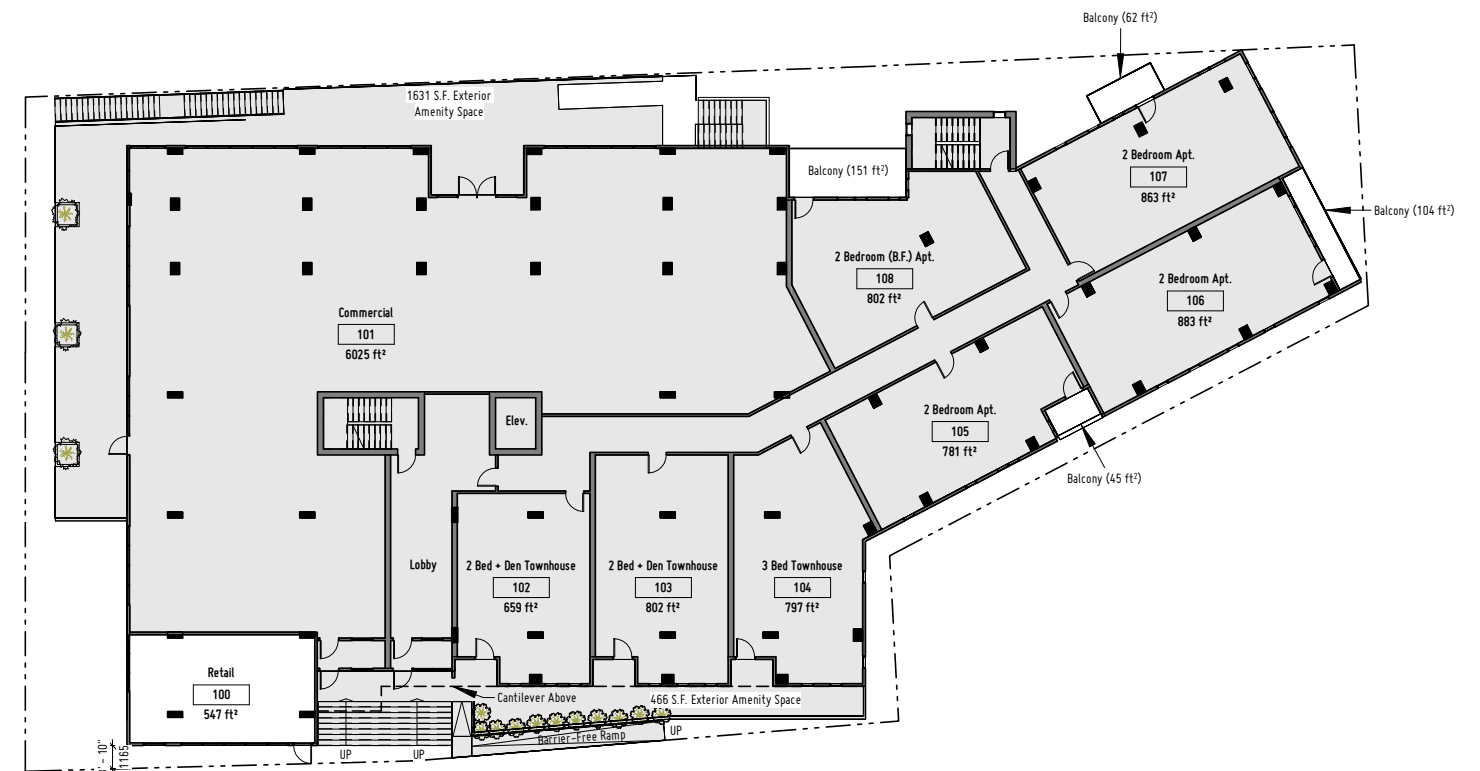 Balcony (62 ft²)
1631 S.F. Exterior
Amenity Space
2 Bedroom Apt.
107
863 ft²
Balcony (151 ft²)
Balcony (104 ft²)
2 Bedroom (B.F.) Apt.
108
802 ft²
2 Bedroom Apt.
106
883 ft²
Commercial
101
6025 ft²
Elev.
2 Bedroom Apt.
105
781 ft²
Balcony (45 ft²)
Lobby
2 Bed + Den Townhouse
102
659 ft²
2 Bed + Den Townhouse
103
802 ft²
3 Bed Townhouse
104
797 ft²
Retail
100
547 ft²
Cantilever Above
466 S.F. Exterior Amenity Space
UP
UP
Barrier-Free Ramp
UP
- 10"
1165